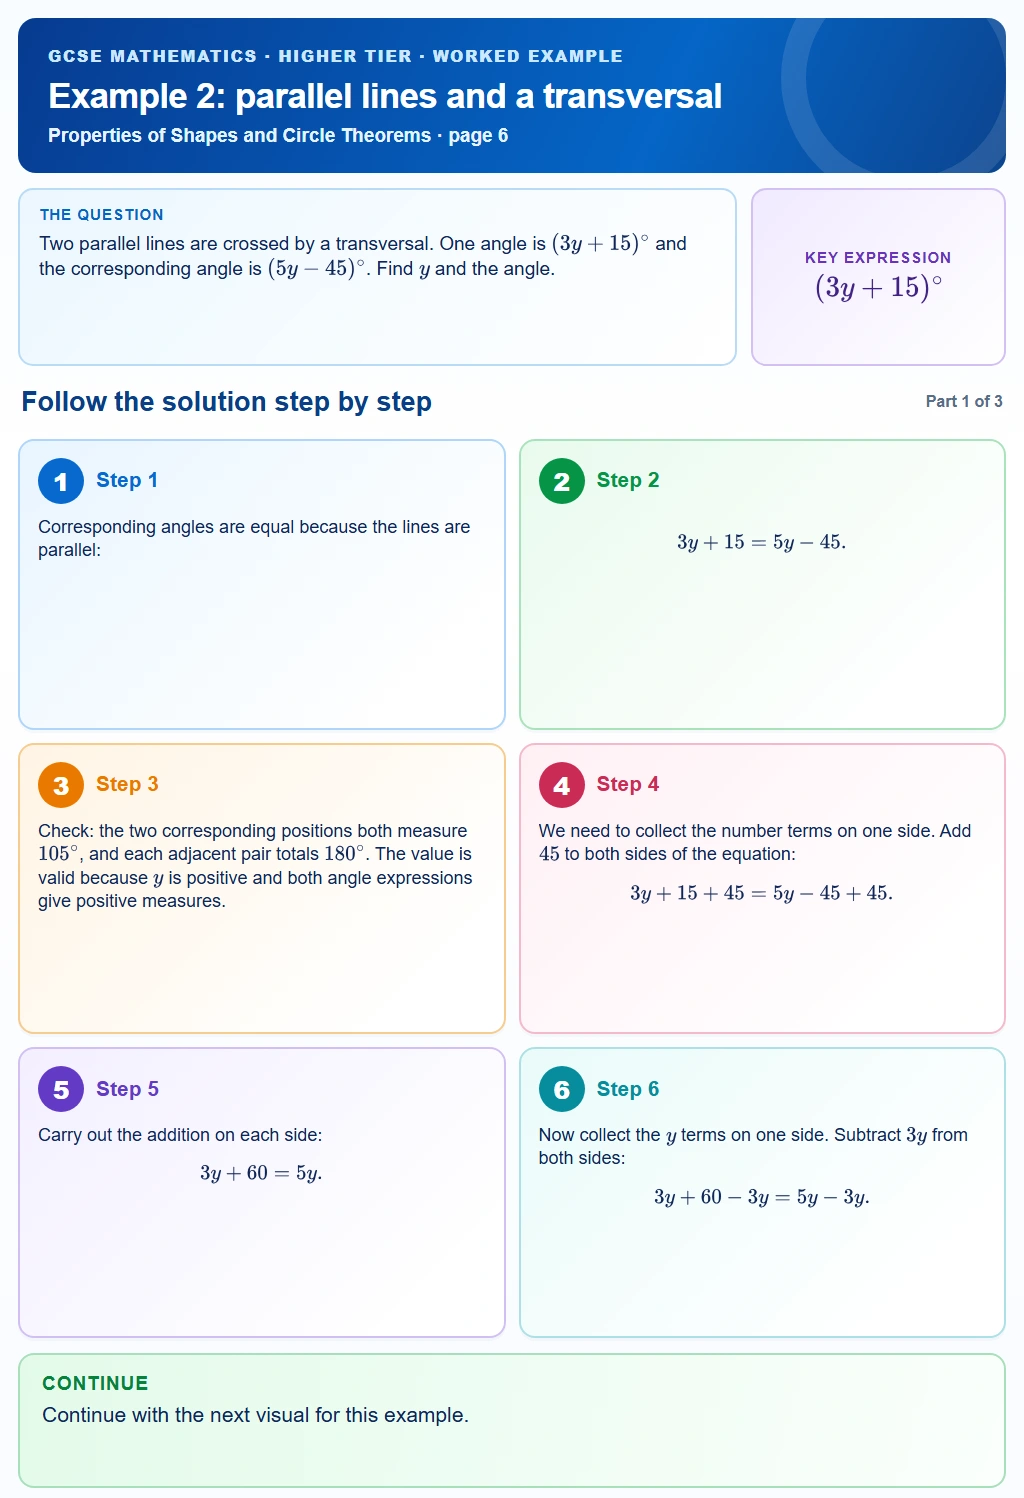 GCSE MATHEMATICS · HIGHER TIER · WORKED EXAMPLE
Example 2: parallel lines and a transversal
Properties of Shapes and Circle Theorems · page 6
THE QUESTION
Two parallel lines are crossed by a transversal. One angle is (3y + 15)° and
the corresponding angle is (5y − 45)°. Find y and the angle.
KEY EXPRESSION
(3y + 15)°
Follow the solution step by step
Part 1 of 3
1 Step 1
Corresponding angles are equal because the lines are
parallel:
2 Step 2
3y + 15 = 5y − 45.
3 Step 3
Check: the two corresponding positions both measure
105°, and each adjacent pair totals 180°. The value is
valid because y is positive and both angle expressions
give positive measures.
4 Step 4
We need to collect the number terms on one side. Add
45 to both sides of the equation:
3y + 15 + 45 = 5y − 45 + 45.
5 Step 5
Carry out the addition on each side:
3y + 60 = 5y.
6 Step 6
Now collect the y terms on one side. Subtract 3y from
both sides:
3y + 60 − 3y = 5y − 3y.
CONTINUE
Continue with the next visual for this example.